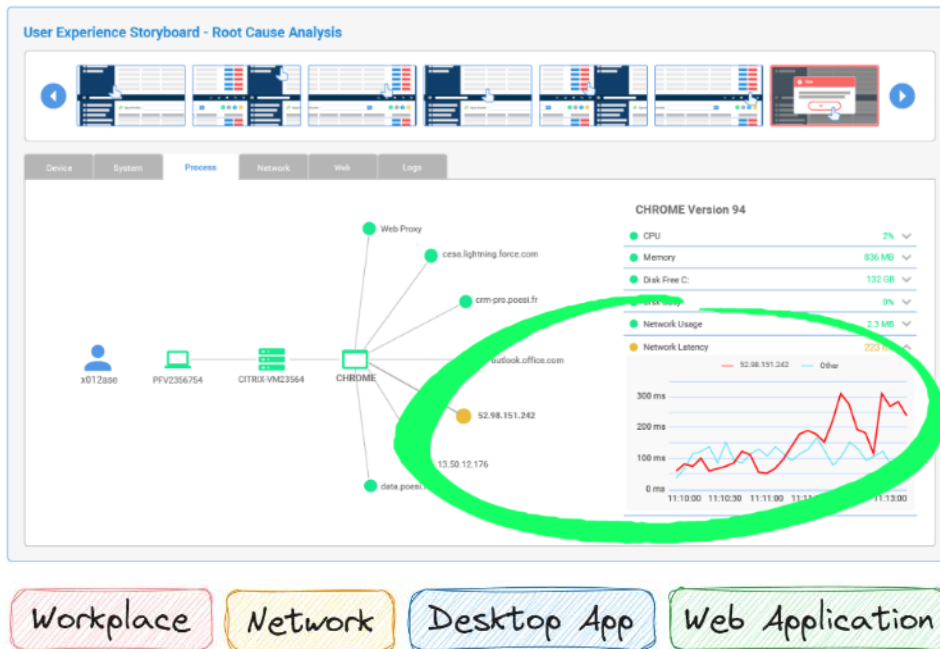 User Experience Storyboard - Root Cause Analysis
Device System Process Network Web Logs
CHROME Version 94
CPU 2%
Memory 836 MB
Disk Free C: 132 GB
0%
Network Usage 2.3 MB
Network Latency 223
Web Proxy
cese.lightning.force.com
crm-pro.poesi.fr
outlook.office.com
52.98.151.242
13.50.12.176
data.poesi
x012ase
PFV2356754
CITRIX-VM23564
CHROME
52.98.151.242 Other
300 ms
200 ms
100 ms
0 ms
11:10:00 11:10:30 11:11:00 11:13:00
Workplace
Network
Desktop App
Web Application